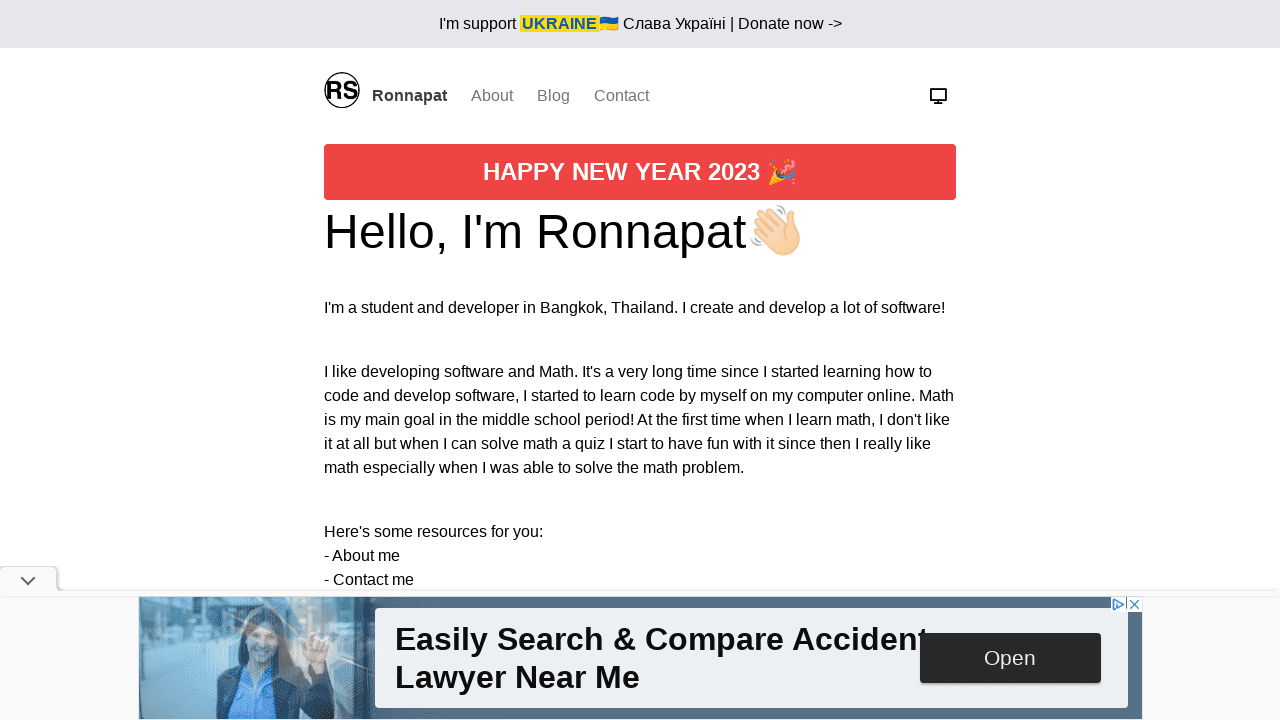 I'm support UKRAINE🇺🇦 Слава Україні | Donate now ->
RS
Ronnapat About Blog Contact
HAPPY NEW YEAR 2023 🎉
Hello, I'm Ronnapat👋🏻
I'm a student and developer in Bangkok, Thailand. I create and develop a lot of software!
I like developing software and Math. It's a very long time since I started learning how to
code and develop software, I started to learn code by myself on my computer online. Math
is my main goal in the middle school period! At the first time when I learn math, I don't like
it at all but when I can solve math a quiz I start to have fun with it since then I really like
math especially when I was able to solve the math problem.
Here's some resources for you:
- About me
- Contact me
Easily Search & Compare Accident
Lawyer Near Me
Open